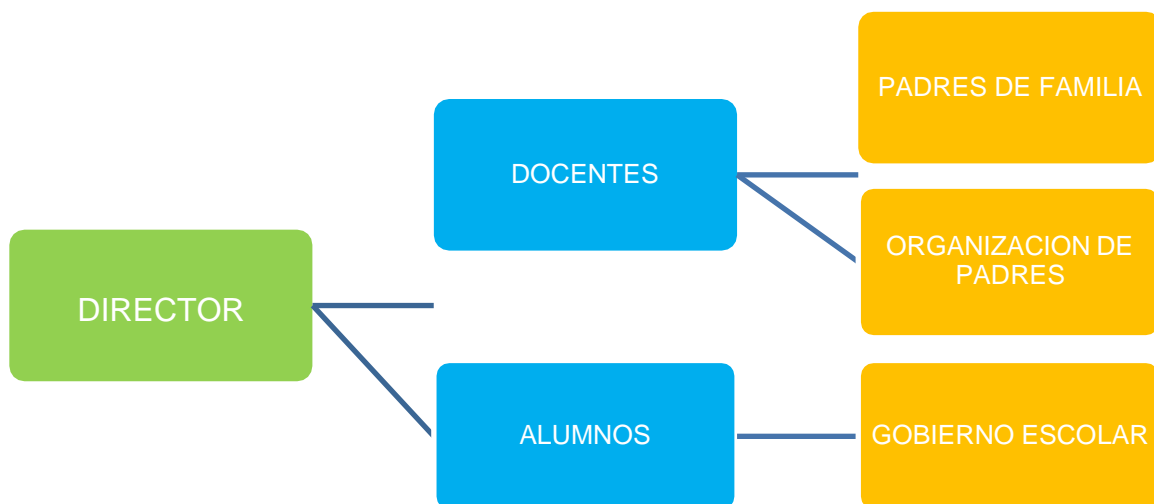 PADRES DE FAMILIA
DOCENTES
ORGANIZACION DE
PADRES
DIRECTOR
ALUMNOS
GOBIERNO ESCOLAR